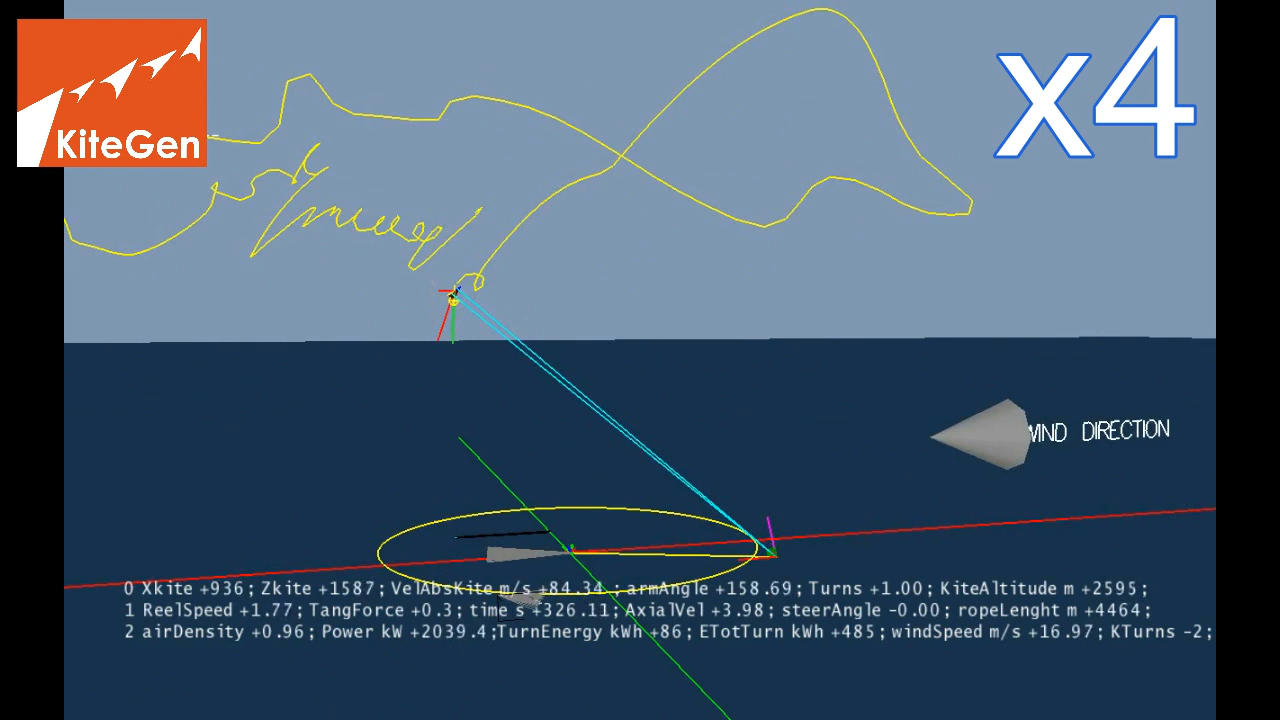 KiteGen
x4
WIND DIRECTION
0 Xkite +936; Zkite +1587; VelAbsKite m/s +84.34 ; armAngle +158.69; Turns +1.00; KiteAltitude m +2595;
1 ReelSpeed +1.77; TangForce +0.3; time s +326.11; AxialVel +3.98; steerAngle -0.00; ropeLenght m +4464;
2 airDensity +0.96; Power kW +2039.4;TurnEnergy kWh +86; ETotTurn kWh +485; windSpeed m/s +16.97; KTurns -2;